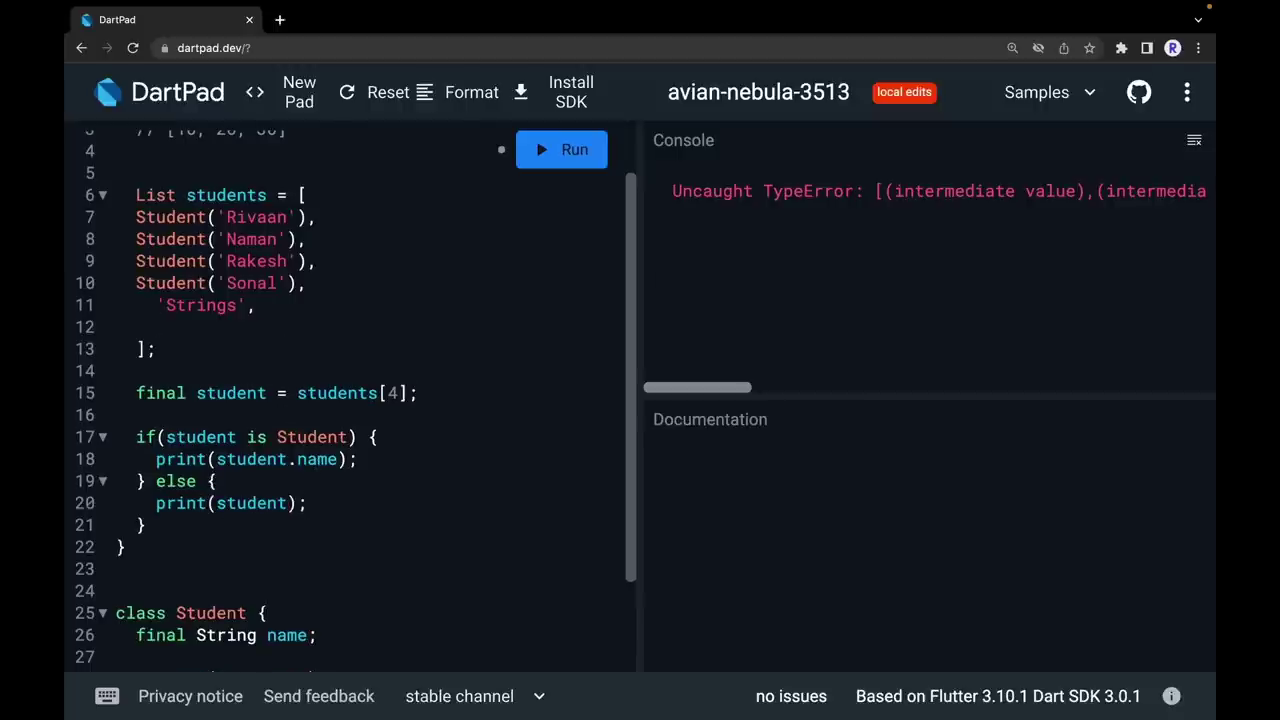 DartPad
dartpad.dev/?
R
DartPad
<> New Pad
Reset
Format
Install SDK
avian-nebula-3513
local edits
Samples
3 // [10, 20, 30]
4
5
6 List students = [
7 Student('Rivaan'),
8 Student('Naman'),
9 Student('Rakesh'),
10 Student('Sonal'),
11 'Strings',
12
13 ];
14
15 final student = students[4];
16
17 if(student is Student) {
18 print(student.name);
19 } else {
20 print(student);
21 }
22 }
23
24
25 class Student {
26 final String name;
27
Run
Console
Uncaught TypeError: [(intermediate value),(intermedia
Documentation
Privacy notice
Send feedback
stable channel
no issues
Based on Flutter 3.10.1 Dart SDK 3.0.1